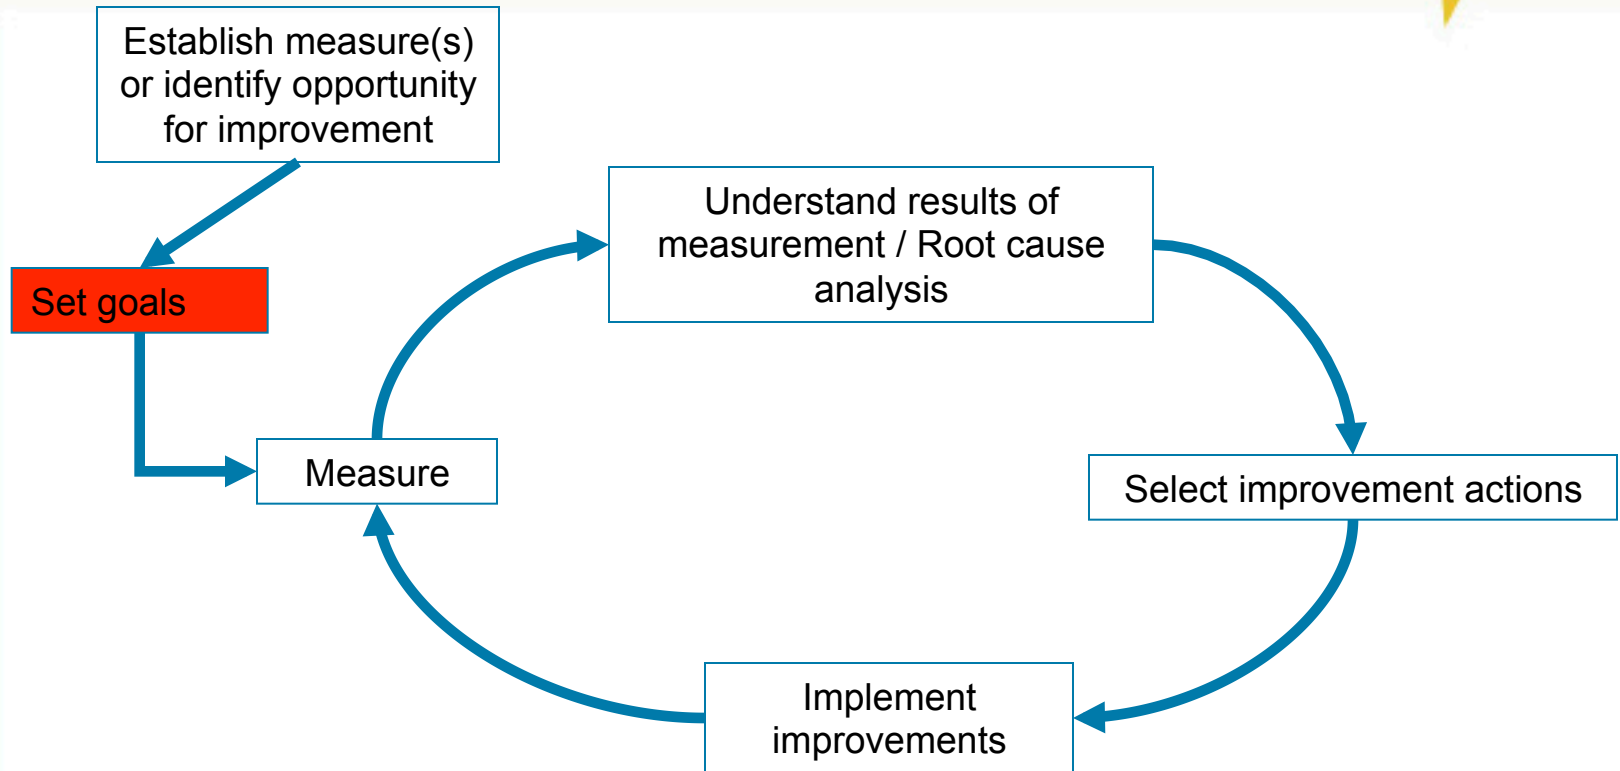 Establish measure(s)
or identify opportunity
for improvement
Understand results of
measurement / Root cause
analysis
Set goals
Measure
Select improvement actions
Implement
improvements